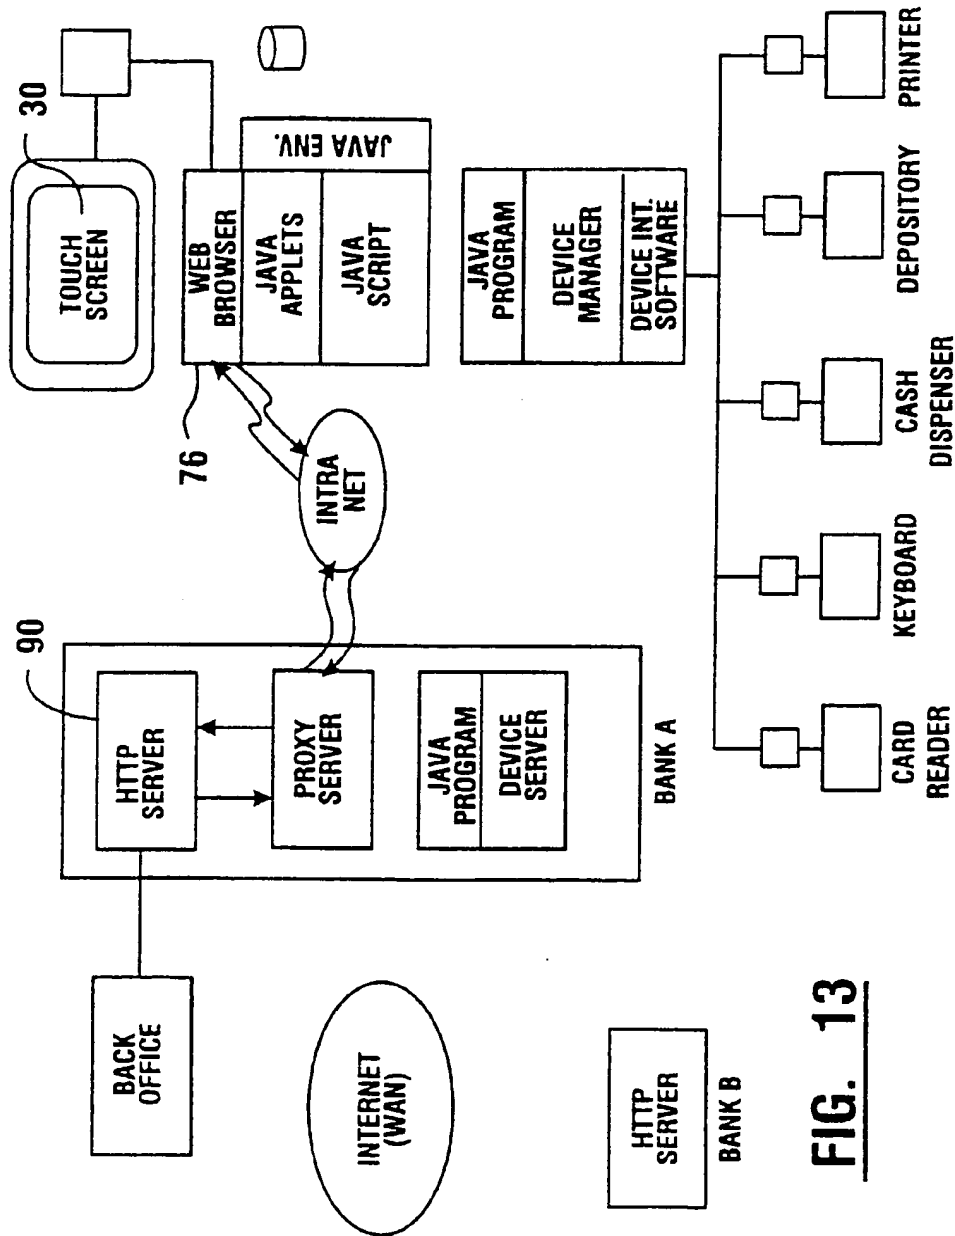 BACK
OFFICE
90
HTTP
SERVER
PROXY
SERVER
JAVA
PROGRAM
DEVICE
SERVER
BANK A
INTERNET
(WAN)
HTTP
SERVER
BANK B
INTRA
NET
30
TOUCH
SCREEN
76
WEB
BROWSER
JAVA
APPLETS
JAVA
SCRIPT
JAVA ENV.
JAVA
PROGRAM
DEVICE
MANAGER
DEVICE INT.
SOFTWARE
CARD
READER
KEYBOARD
CASH
DISPENSER
DEPOSITORY
PRINTER
FIG. 13